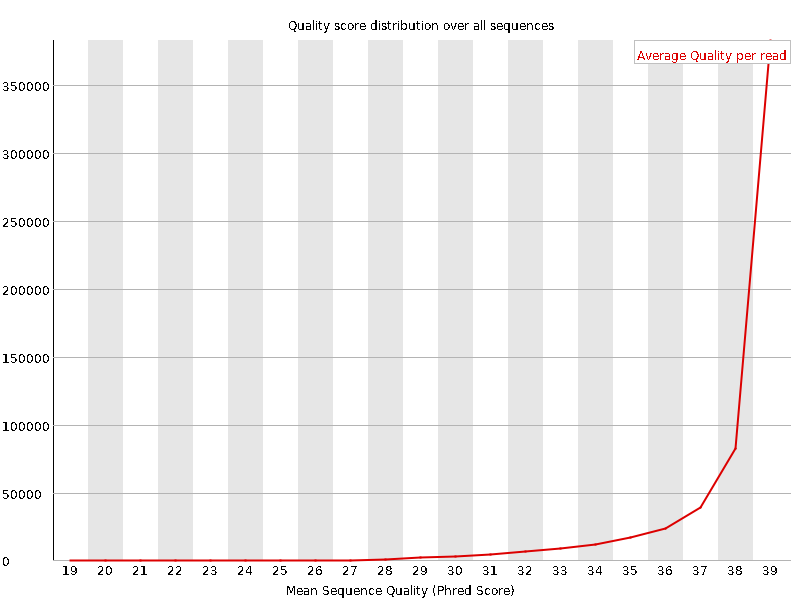 Quality score distribution over all sequences
Average Quality per read
350000
300000
250000
200000
150000
100000
50000
0
19 20 21 22 23 24 25 26 27 28 29 30 31 32 33 34 35 36 37 38 39
Mean Sequence Quality (Phred Score)